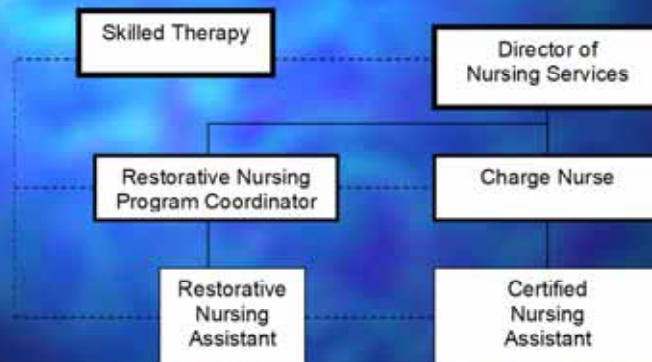 Skilled Therapy
Director of
Nursing Services
Restorative Nursing
Program Coordinator
Charge Nurse
Restorative
Nursing
Assistant
Certified
Nursing
Assistant